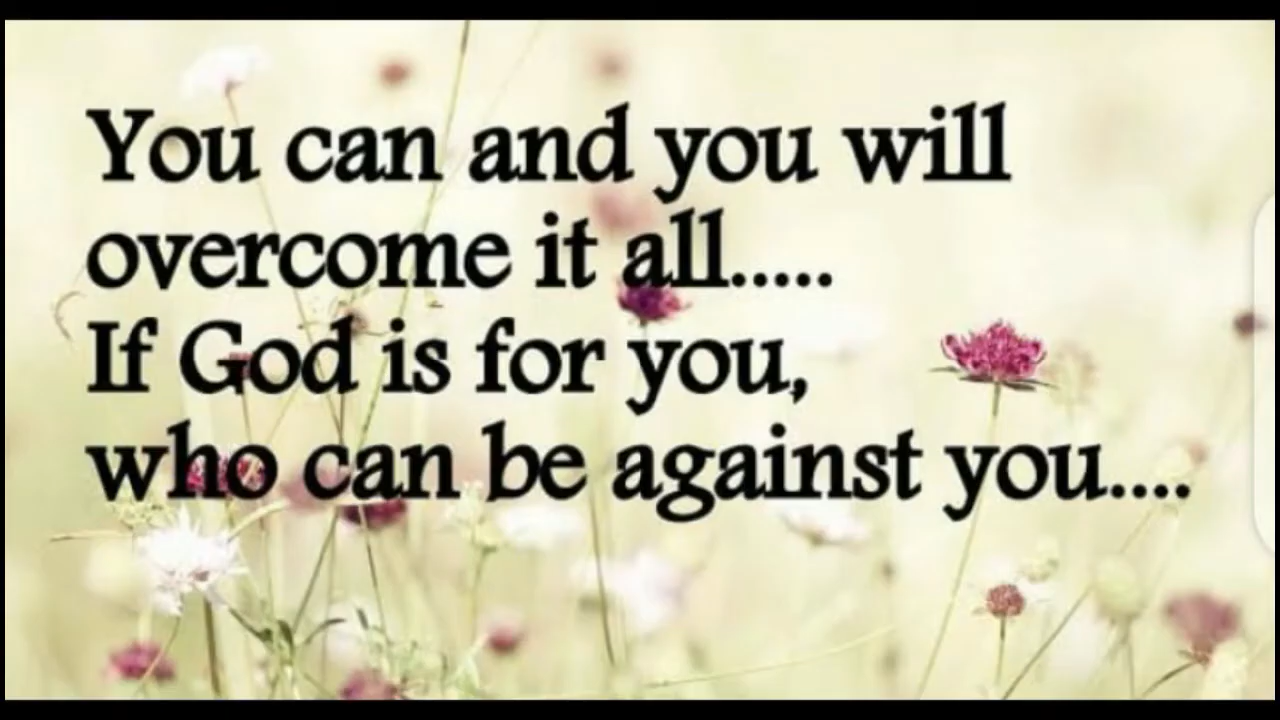 You can and you will
overcome it all.....
If God is for you,
who can be against you....